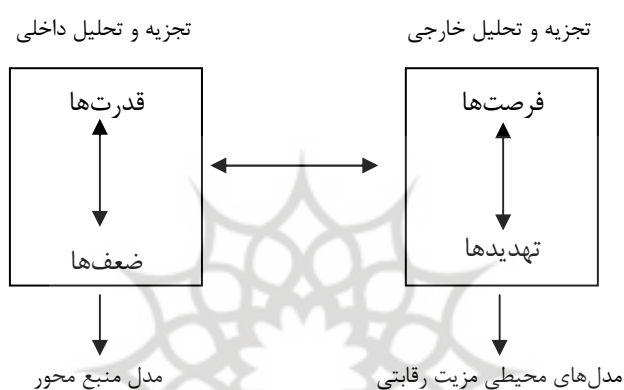 تجزیه و تحلیل خارجی
تجزیه و تحلیل داخلی
فرصت‌ها
قدرت‌ها
تهدیدها
ضعف‌ها
مدل‌های محیطی مزیت رقابتی
مدل منبع محور